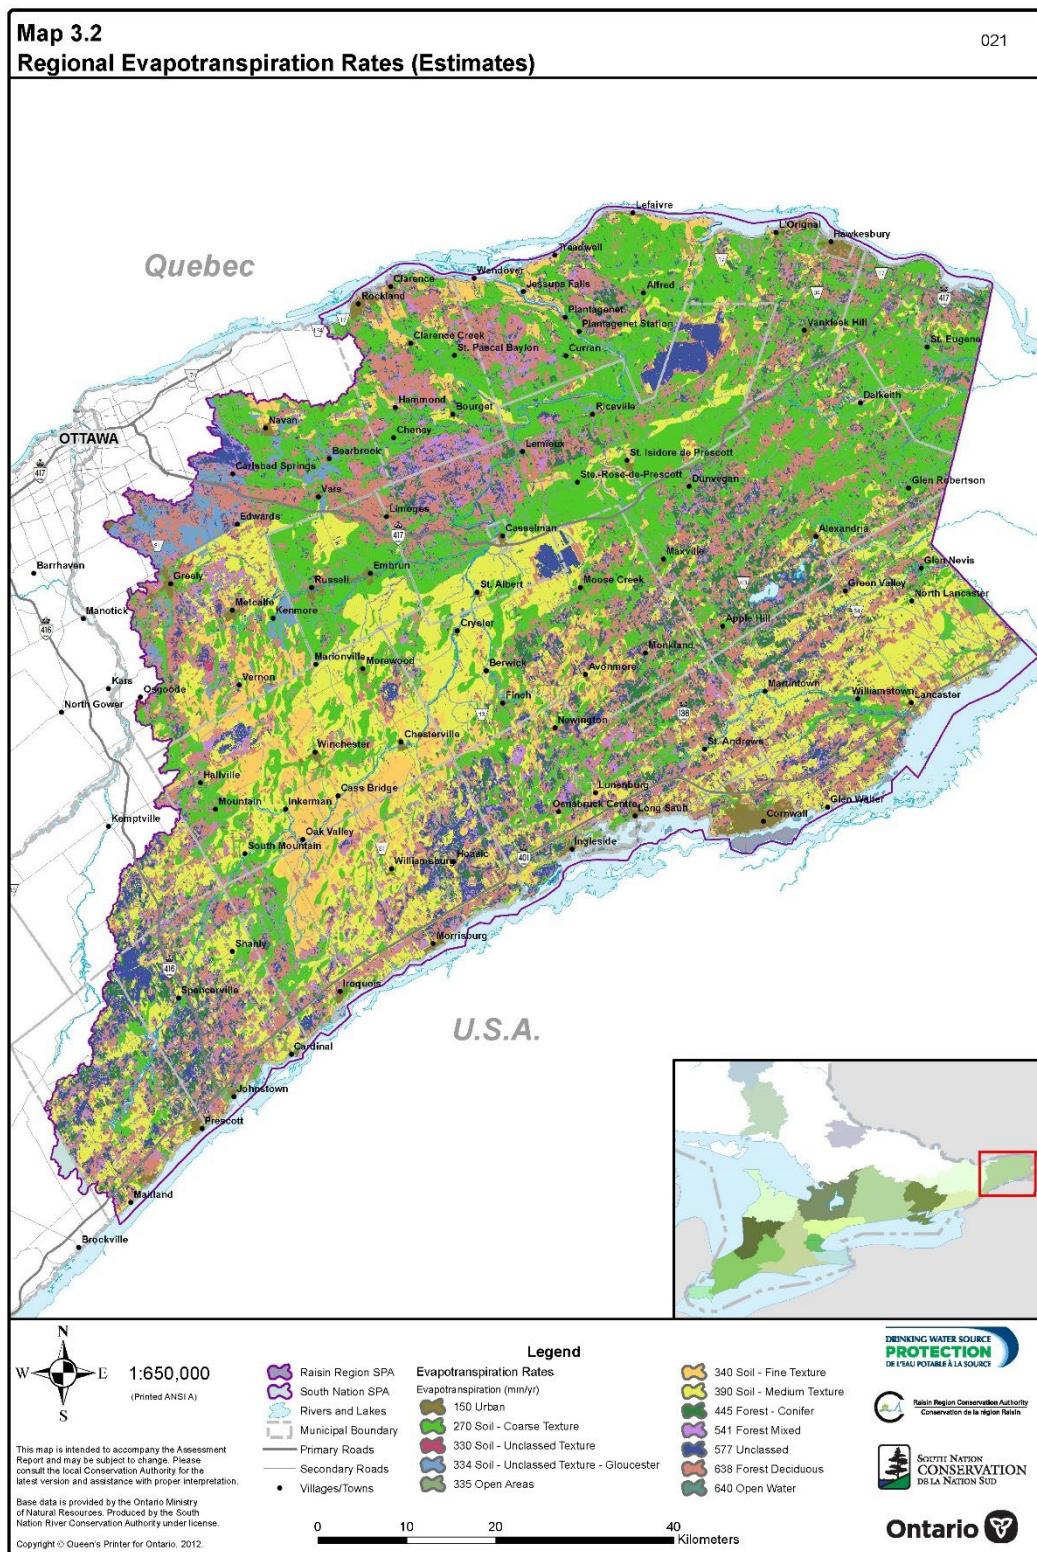 Map 3.2
021
Regional Evapotranspiration Rates (Estimates)
Quebec
Lefaivre
L'Orignal
Hawkesbury
Treadwell
Wendover
Clarence
Jessups Falls
Alfred
Rockland
Plantagenet
Plantagenet Station
Vankleek Hill
Clarence Creek
St. Pascal Baylon
Curran
St. Eugene
Hammond
Bourget
Riceville
Dalkeith
Navan
OTTAWA
Cheney
Bearbrook
Lemieux
St. Isidore de Prescott
417
Carlsbad Springs
Ste.-Rose-de-Prescott
Dunvegan
Glen Robertson
Vars
Limoges
Edwards
417
Casselman
Alexandria
Maxville
Barrhaven
Greely
Russell
Embrun
St. Albert
Moose Creek
Glen Nevis
Green Valley
North Lancaster
Manotick
Metcalfe
Kenmore
416
Crysler
Apple Hill
Marionville
Morewood
Berwick
Avonmore
Monkland
Kars
Osgoode
Vernon
Martintown
North Gower
Finch
Williamstown
Lancaster
Newington
138
Winchester
Chesterville
St. Andrews
Hallville
Cass Bridge
Lunenburg
Mountain
Inkerman
Osnabruck Centre
Long Sault
Glen Walter
Kemptville
Cornwall
Oak Valley
South Mountain
Williamsburg
Hoasic
401
Ingleside
Shanly
Morrisburg
416
Spencerville
Iroquois
U.S.A.
Cardinal
Johnstown
Prescott
Maitland
Brockville
N
W
E
S
1:650,000
(Printed ANSI A)
This map is intended to accompany the Assessment
Report and may be subject to change. Please
consult the local Conservation Authority for the
latest version and assistance with proper interpretation.
Base data is provided by the Ontario Ministry
of Natural Resources. Produced by the South
Nation River Conservation Authority under license.
Copyright © Queen's Printer for Ontario, 2012.
Legend
Raisin Region SPA
South Nation SPA
Rivers and Lakes
Municipal Boundary
Primary Roads
Secondary Roads
Villages/Towns
Evapotranspiration Rates
Evapotranspiration (mm/yr)
150 Urban
270 Soil - Coarse Texture
330 Soil - Unclassed Texture
334 Soil - Unclassed Texture - Gloucester
335 Open Areas
340 Soil - Fine Texture
390 Soil - Medium Texture
445 Forest - Conifer
541 Forest Mixed
577 Unclassed
638 Forest Deciduous
640 Open Water
0
10
20
40
Kilometers
DRINKING WATER SOURCE
PROTECTION
DE L'EAU POTABLE À LA SOURCE
Raisin Region Conservation Authority
Conservation de la région Raisin
SOUTH NATION
CONSERVATION
DE LA NATION SUD
Ontario